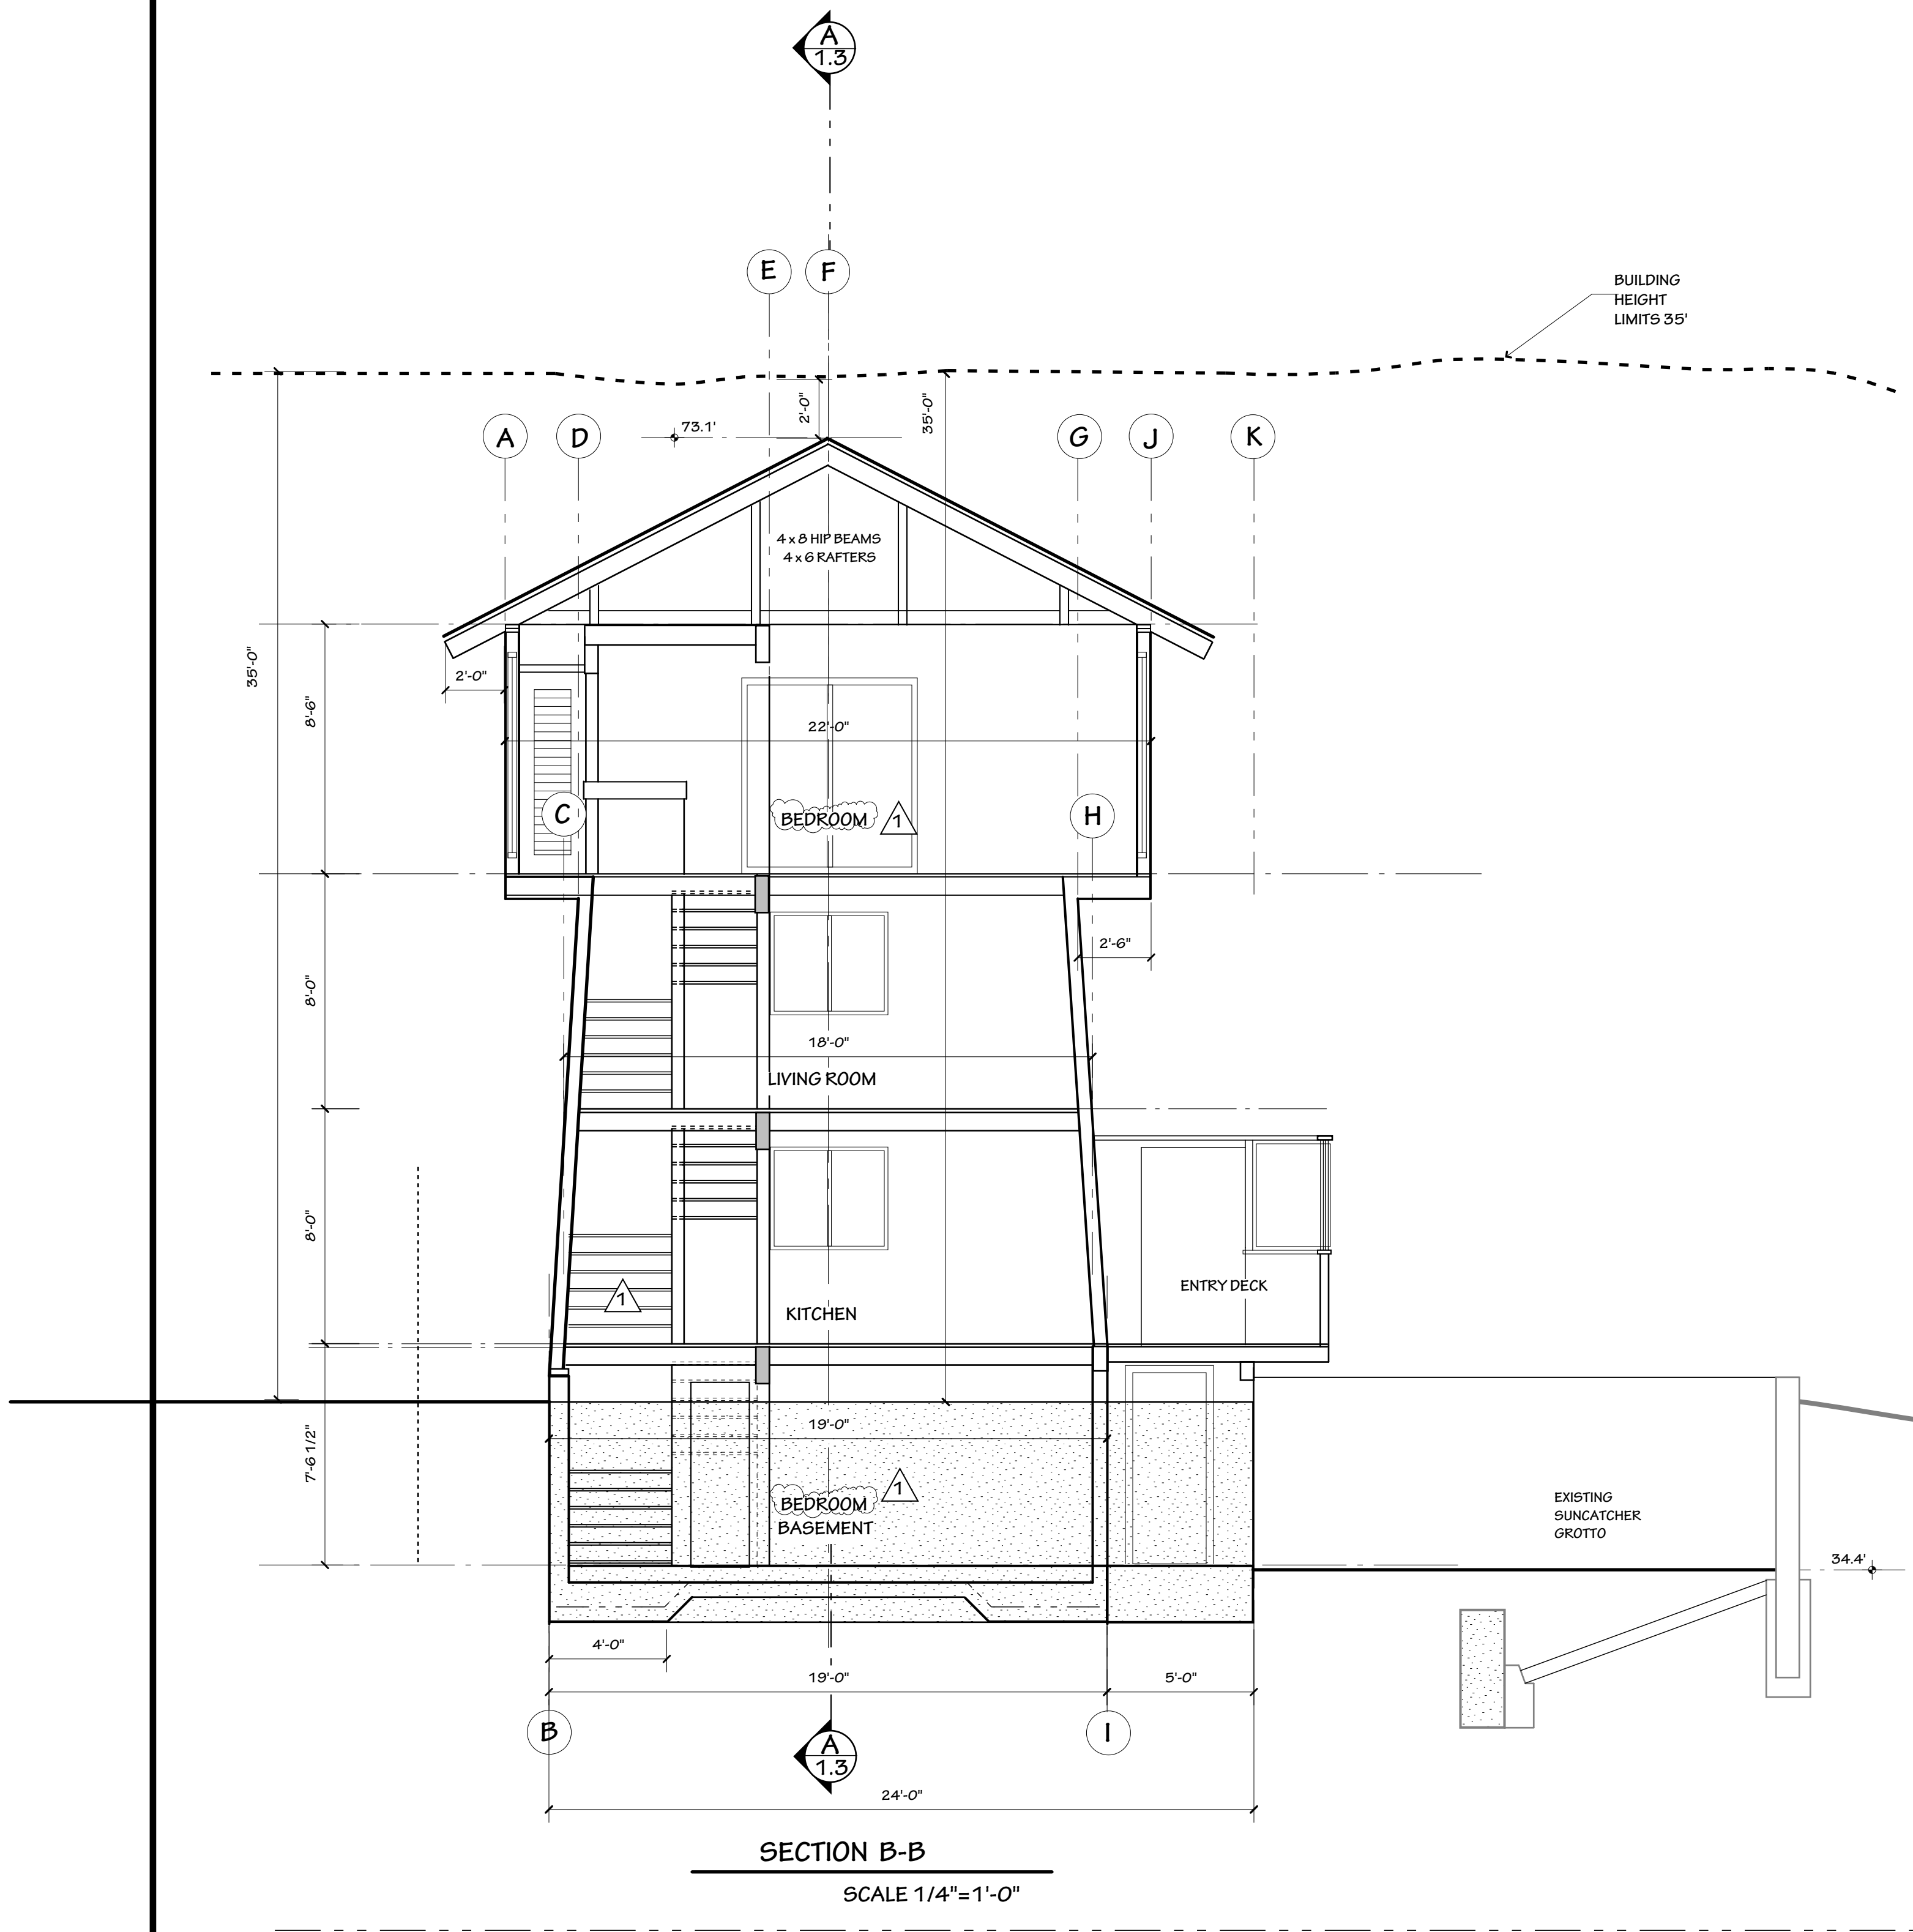 A
1.3
E
F
BUILDING
HEIGHT
LIMITS 35'
2'-0"
35'-0"
73.1'
A
D
G
J
K
4 x 8 HIP BEAMS
4 x 6 RAFTERS
35'-0"
2'-0"
8'-6"
22'-0"
C
BEDROOM
1
H
2'-6"
8'-0"
18'-0"
LIVING ROOM
8'-0"
1
KITCHEN
ENTRY DECK
19'-0"
7'-6 1/2"
BEDROOM
1
BASEMENT
EXISTING
SUNCATCHER
GROTTO
34.4'
4'-0"
19'-0"
5'-0"
B
I
A
1.3
24'-0"
SECTION B-B
SCALE 1/4"=1'-0"